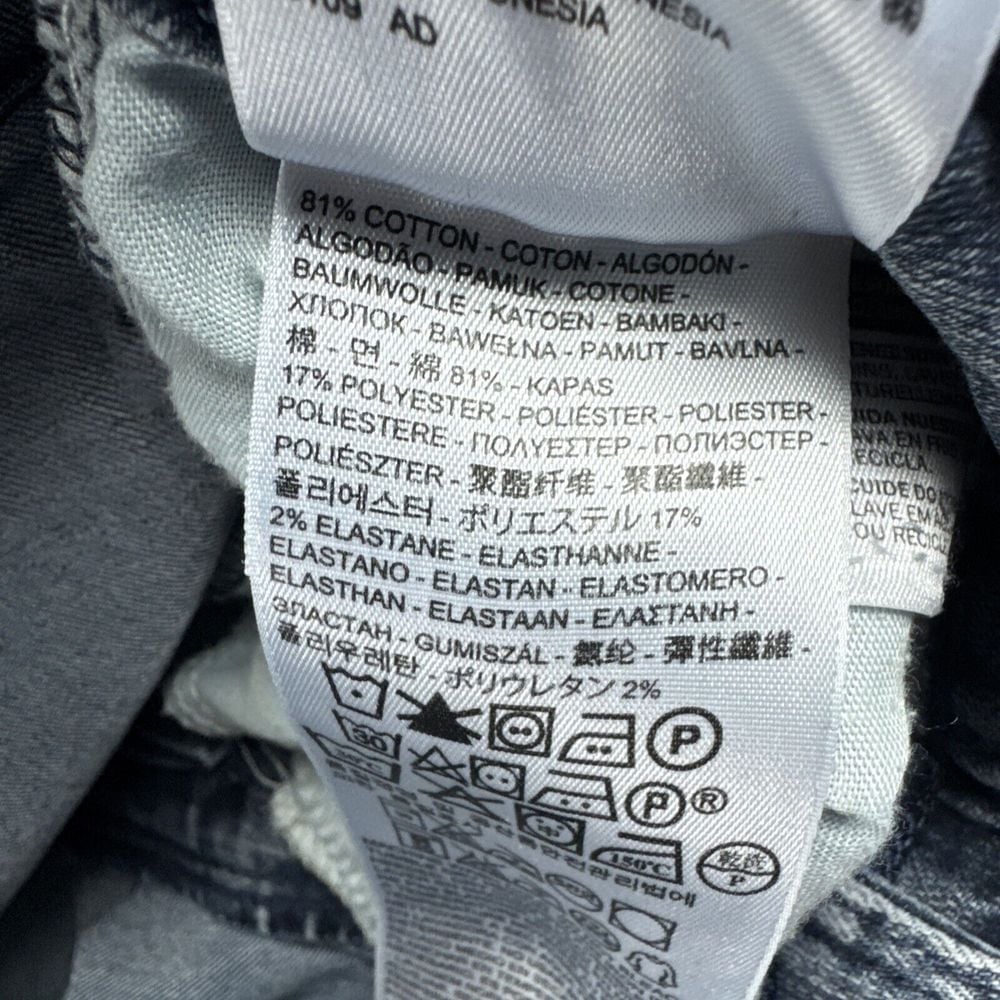 AD
81% COTTON - COTON - ALGODÓN -
ALGODÃO - PAMUK - COTONE -
BAUMWOLLE - KATOEN - BAMBAKI -
ХЛОПОК - BAWEŁNA - PAMUT - BAVLNA -
棉 - 면 - 綿 81% - KAPAS
17% POLYESTER - POLIÉSTER - POLIESTER -
POLIESTERE - ΠΟΛΥΕΣΤΕΡ - ПОЛИЭСТЕР -
POLIÉSZTER - 聚酯纤维 - 聚酯纖維 -
폴리에스터 - ポリエステル 17%
2% ELASTANE - ELASTHANNE -
ELASTANO - ELASTAN - ELASTOMERO -
ELASTHAN - ELASTAAN - ΕΛΑΣΤΑΝΗ -
ЭЛАСТАН - GUMISZÁL - 氨纶 - 彈性纖維 -
폴리우레탄 - ポリウレタン 2%
P
30
P ®
150℃
P